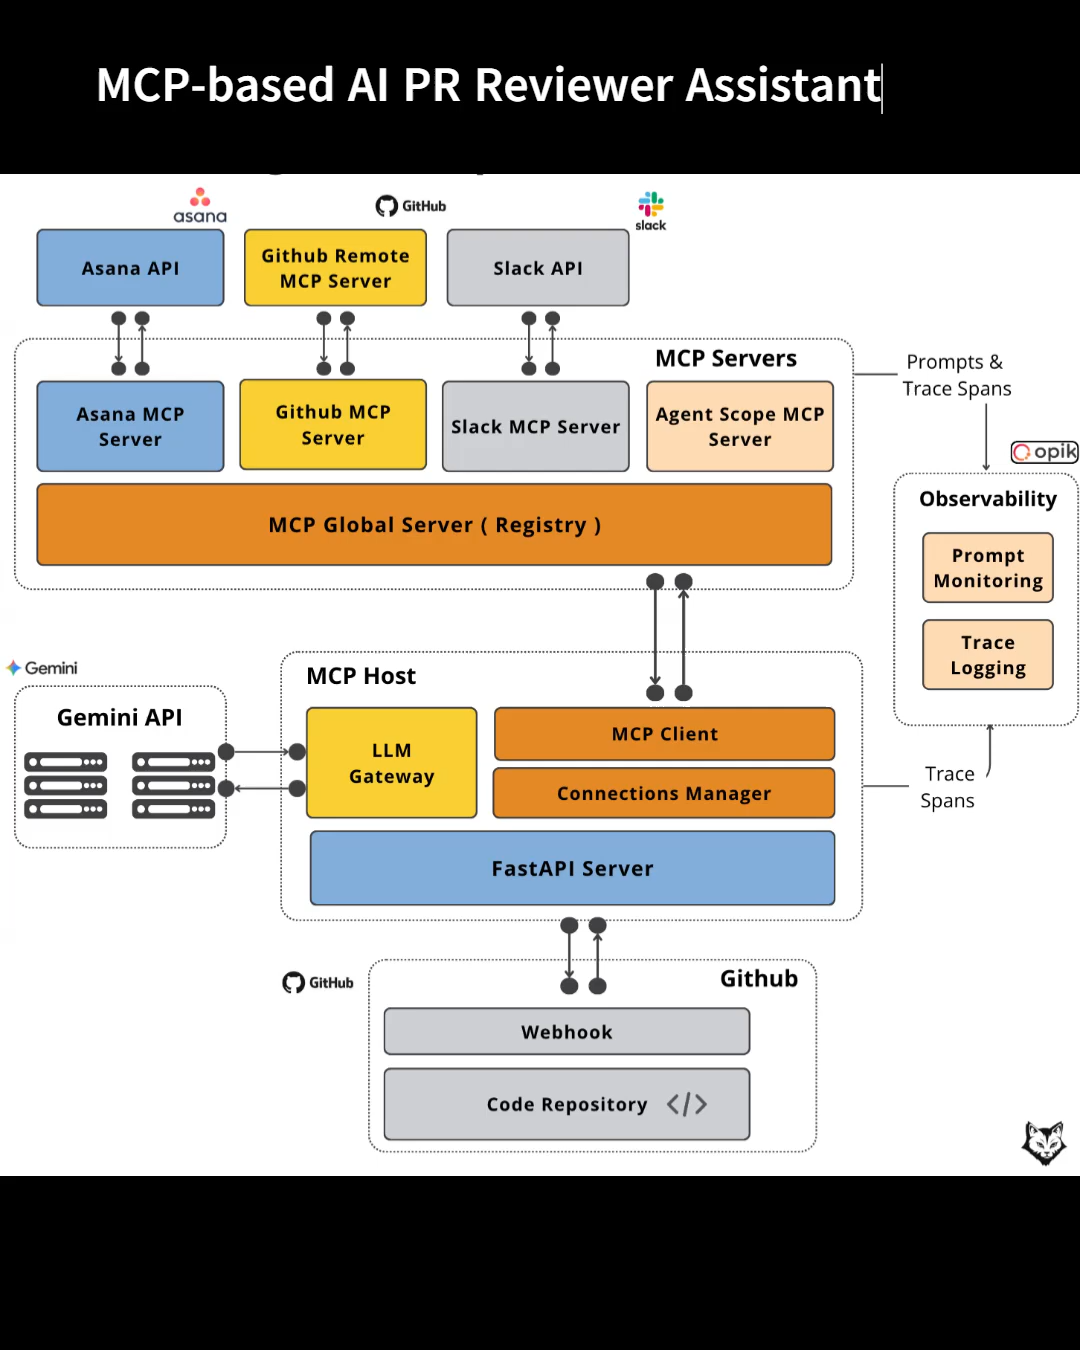 MCP-based AI PR Reviewer Assistant
asana
GitHub
slack
Asana API
Github Remote
MCP Server
Slack API
MCP Servers
Prompts &
Trace Spans
Asana MCP
Server
Github MCP
Server
Slack MCP Server
Agent Scope MCP
Server
opik
MCP Global Server ( Registry )
Observability
Prompt
Monitoring
Trace
Logging
Gemini
Gemini API
MCP Host
LLM
Gateway
MCP Client
Connections Manager
Trace
Spans
FastAPI Server
GitHub
Github
Webhook
Code Repository </>